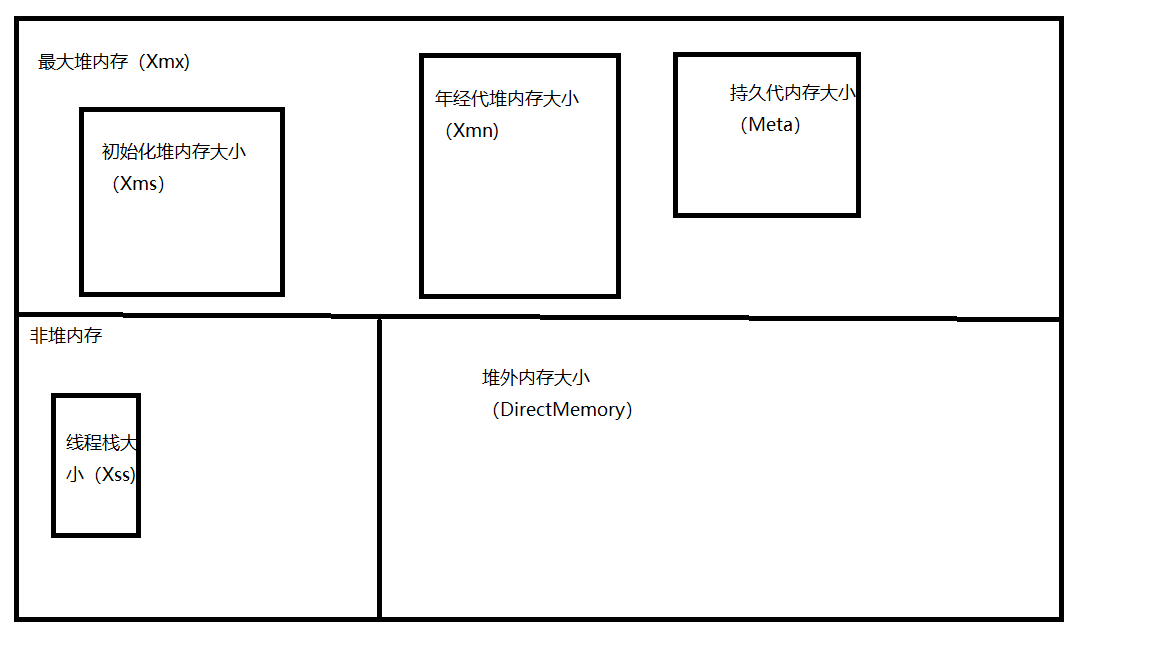 最大堆内存（Xmx)
年经代堆内存大小
（Xmn)
持久代内存大小
（Meta）
初始化堆内存大小
（Xms）
非堆内存
堆外内存大小
（DirectMemory）
线程栈大
小（Xss)